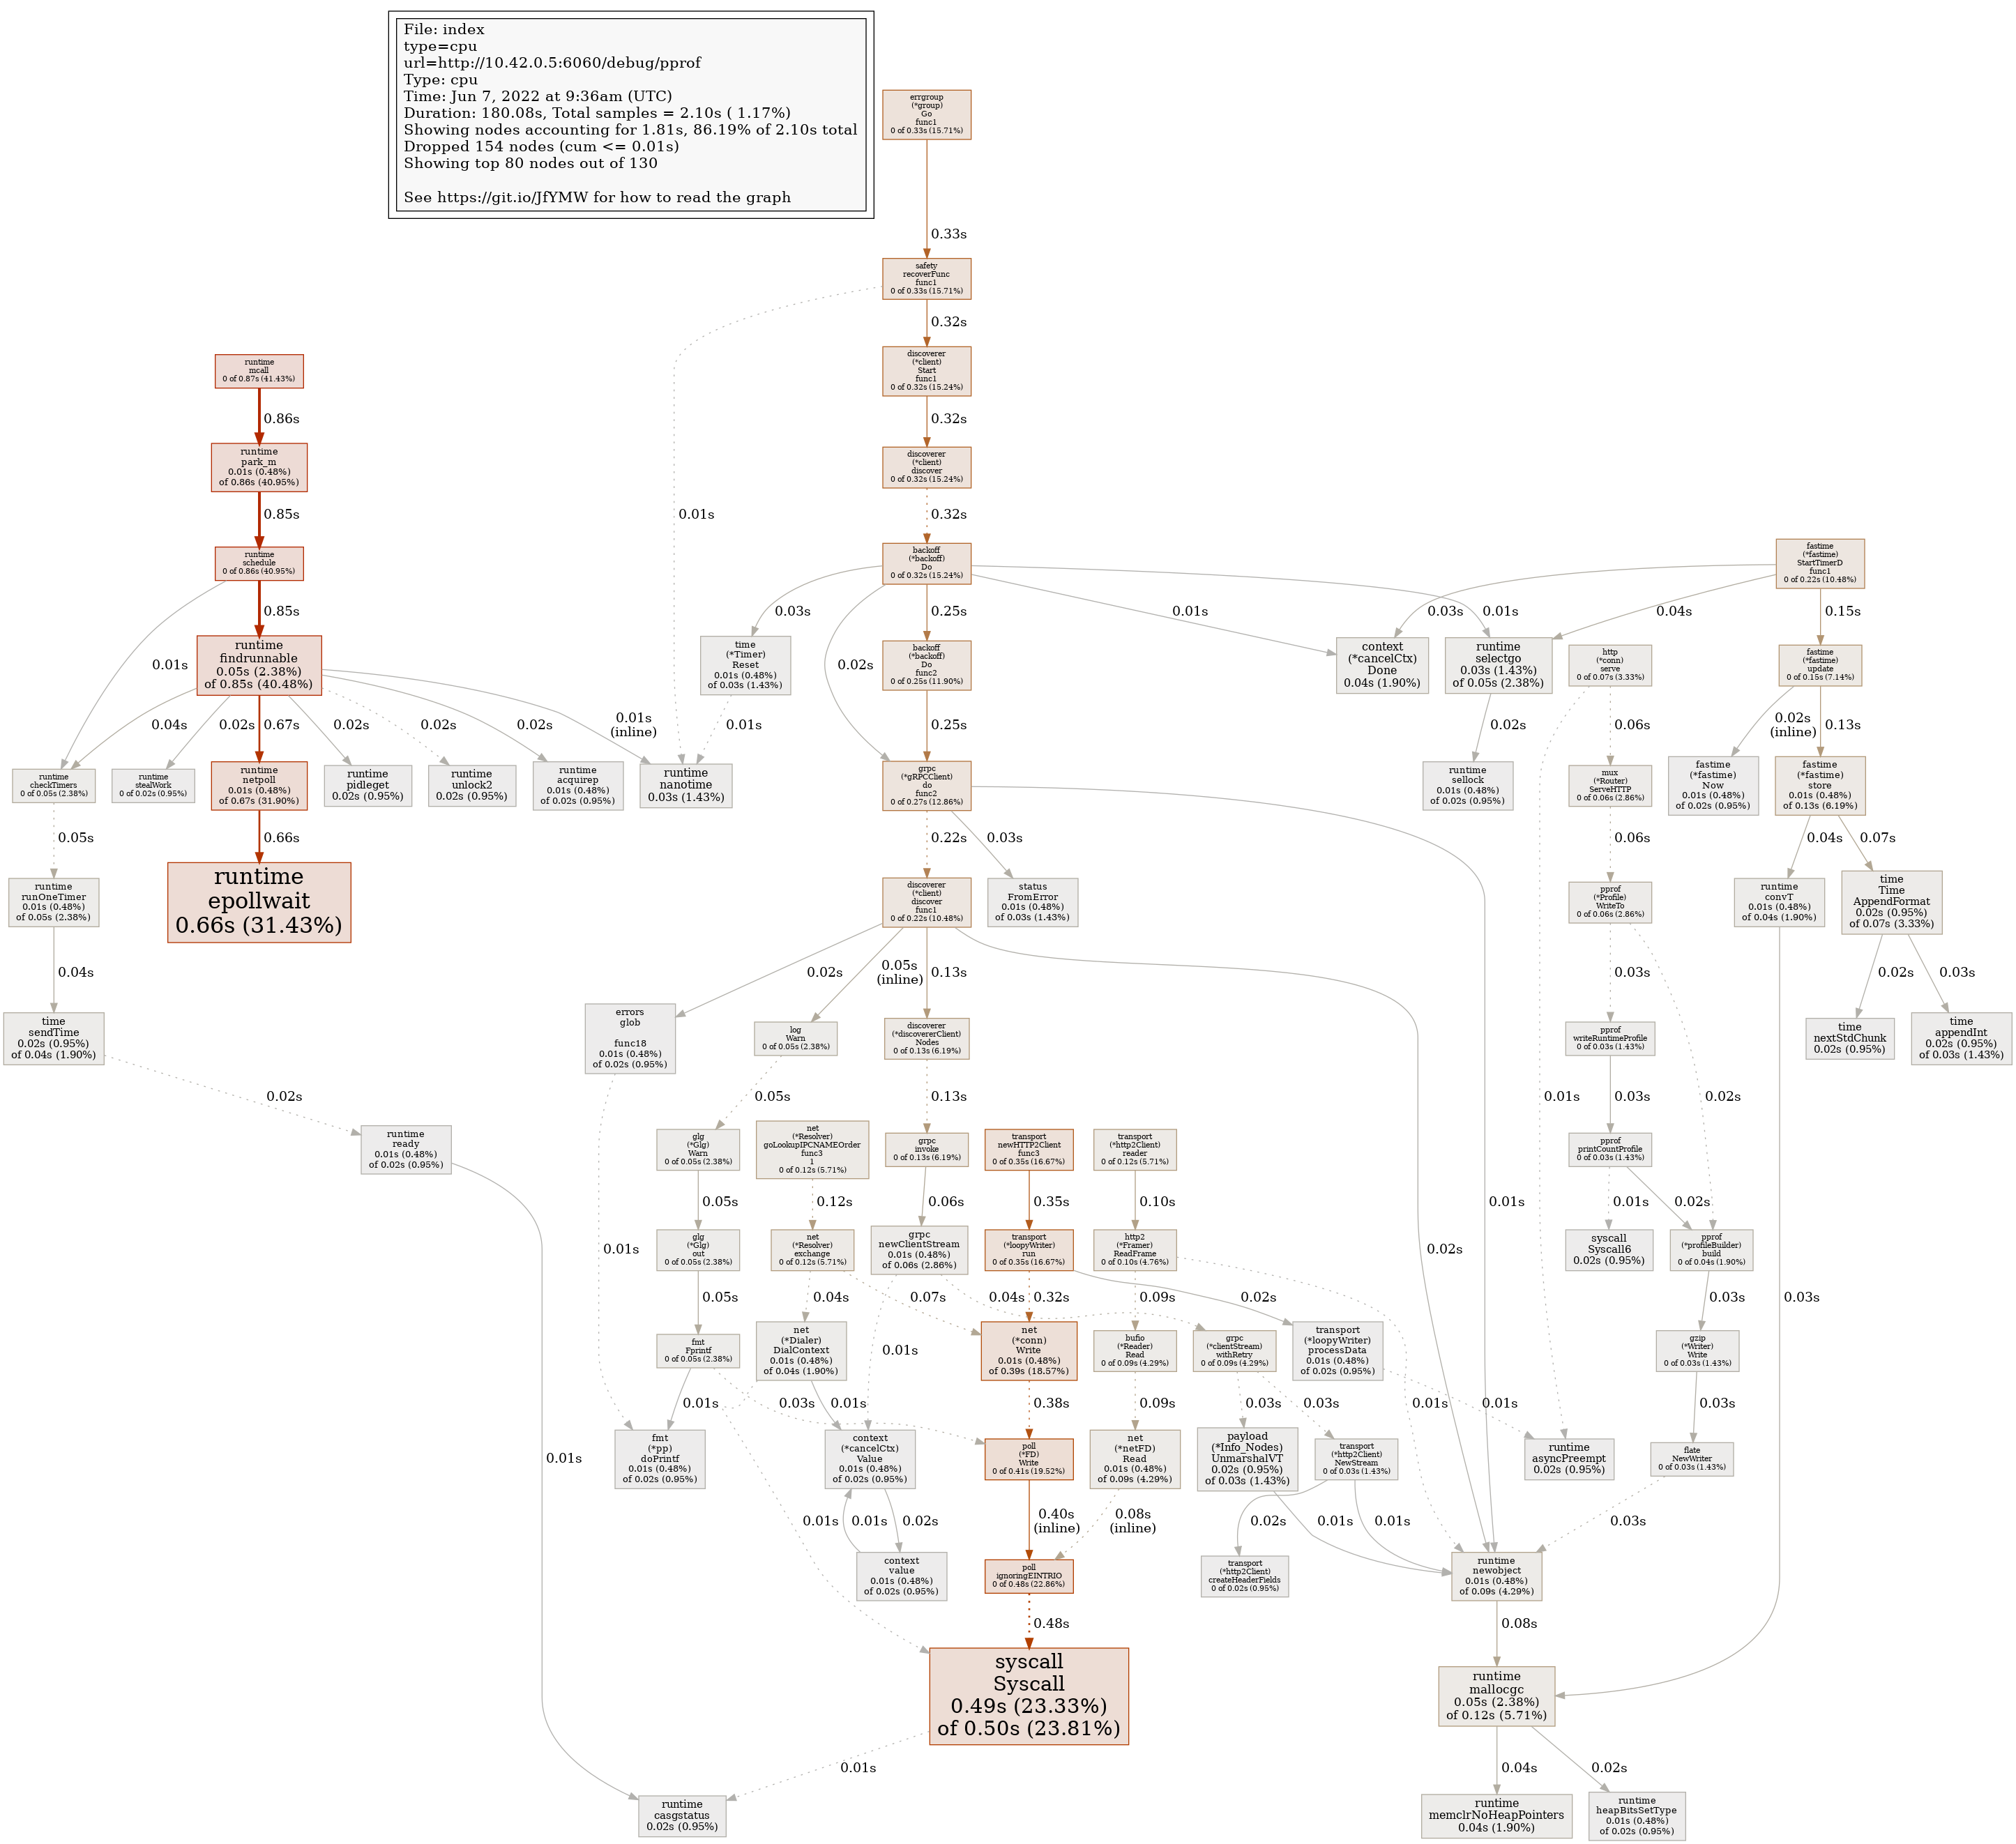 File: index
type=cpu
url=http://10.42.0.5:6060/debug/pprof
Type: cpu
Time: Jun 7, 2022 at 9:36am (UTC)
Duration: 180.08s, Total samples = 2.10s ( 1.17%)
Showing nodes accounting for 1.81s, 86.19% of 2.10s total
Dropped 154 nodes (cum <= 0.01s)
Showing top 80 nodes out of 130
See https://git.io/JfYMW for how to read the graph
errgroup
(*group)
Go
func1
0 of 0.33s (15.71%)
0.33s
safety
recoverFunc
func1
0 of 0.33s (15.71%)
0.32s
0.01s
discoverer
(*client)
Start
func1
0 of 0.32s (15.24%)
0.32s
discoverer
(*client)
discover
0 of 0.32s (15.24%)
0.32s
runtime
mcall
0 of 0.87s (41.43%)
0.86s
runtime
park_m
0.01s (0.48%)
of 0.86s (40.95%)
0.85s
runtime
schedule
0 of 0.86s (40.95%)
0.85s
0.01s
backoff
(*backoff)
Do
0 of 0.32s (15.24%)
0.03s
0.02s
0.25s
0.01s
0.01s
fastime
(*fastime)
StartTimerD
func1
0 of 0.22s (10.48%)
0.03s
0.04s
0.15s
runtime
findrunnable
0.05s (2.38%)
of 0.85s (40.48%)
0.04s
0.02s
0.67s
0.02s
0.02s
0.02s
0.01s
(inline)
time
(*Timer)
Reset
0.01s (0.48%)
of 0.03s (1.43%)
0.01s
backoff
(*backoff)
Do
func2
0 of 0.25s (11.90%)
0.25s
context
(*cancelCtx)
Done
0.04s (1.90%)
runtime
selectgo
0.03s (1.43%)
of 0.05s (2.38%)
0.02s
http
(*conn)
serve
0 of 0.07s (3.33%)
0.06s
0.01s
fastime
(*fastime)
update
0 of 0.15s (7.14%)
0.02s
(inline)
0.13s
runtime
checkTimers
0 of 0.05s (2.38%)
0.05s
runtime
stealWork
0 of 0.02s (0.95%)
runtime
netpoll
0.01s (0.48%)
of 0.67s (31.90%)
0.66s
runtime
pidleget
0.02s (0.95%)
runtime
unlock2
0.02s (0.95%)
runtime
acquirep
0.01s (0.48%)
of 0.02s (0.95%)
runtime
nanotime
0.03s (1.43%)
grpc
(*gRPCClient)
do
func2
0 of 0.27s (12.86%)
0.22s
0.03s
0.01s
runtime
sellock
0.01s (0.48%)
of 0.02s (0.95%)
mux
(*Router)
ServeHTTP
0 of 0.06s (2.86%)
0.06s
fastime
(*fastime)
Now
0.01s (0.48%)
of 0.02s (0.95%)
fastime
(*fastime)
store
0.01s (0.48%)
of 0.13s (6.19%)
0.04s
0.07s
runtime
runOneTimer
0.01s (0.48%)
of 0.05s (2.38%)
0.04s
runtime
epollwait
0.66s (31.43%)
discoverer
(*client)
discover
func1
0 of 0.22s (10.48%)
0.02s
0.05s
(inline)
0.13s
0.02s
status
FromError
0.01s (0.48%)
of 0.03s (1.43%)
pprof
(*Profile)
WriteTo
0 of 0.06s (2.86%)
0.03s
0.02s
runtime
convT
0.01s (0.48%)
of 0.04s (1.90%)
0.03s
time
Time
AppendFormat
0.02s (0.95%)
of 0.07s (3.33%)
0.02s
0.03s
time
sendTime
0.02s (0.95%)
of 0.04s (1.90%)
0.02s
errors
glob
func18
0.01s (0.48%)
of 0.02s (0.95%)
0.01s
log
Warn
0 of 0.05s (2.38%)
0.05s
discoverer
(*discovererClient)
Nodes
0 of 0.13s (6.19%)
0.13s
pprof
writeRuntimeProfile
0 of 0.03s (1.43%)
0.03s
time
nextStdChunk
0.02s (0.95%)
time
appendInt
0.02s (0.95%)
of 0.03s (1.43%)
runtime
ready
0.01s (0.48%)
of 0.02s (0.95%)
0.01s
glg
(*Glg)
Warn
0 of 0.05s (2.38%)
0.05s
net
(*Resolver)
goLookupIPCNAMEOrder
func3
1
0 of 0.12s (5.71%)
0.12s
grpc
invoke
0 of 0.13s (6.19%)
0.06s
transport
newHTTP2Client
func3
0 of 0.35s (16.67%)
0.35s
transport
(*http2Client)
reader
0 of 0.12s (5.71%)
0.10s
pprof
printCountProfile
0 of 0.03s (1.43%)
0.01s
0.02s
glg
(*Glg)
out
0 of 0.05s (2.38%)
0.05s
net
(*Resolver)
exchange
0 of 0.12s (5.71%)
0.04s
0.07s
grpc
newClientStream
0.01s (0.48%)
of 0.06s (2.86%)
0.01s
0.04s
transport
(*loopyWriter)
run
0 of 0.35s (16.67%)
0.32s
0.02s
http2
(*Framer)
ReadFrame
0 of 0.10s (4.76%)
0.09s
0.01s
syscall
Syscall6
0.02s (0.95%)
pprof
(*profileBuilder)
build
0 of 0.04s (1.90%)
0.03s
fmt
Fprintf
0 of 0.05s (2.38%)
0.01s
0.03s
net
(*Dialer)
DialContext
0.01s (0.48%)
of 0.04s (1.90%)
0.01s
0.01s
net
(*conn)
Write
0.01s (0.48%)
of 0.39s (18.57%)
0.38s
bufio
(*Reader)
Read
0 of 0.09s (4.29%)
0.09s
grpc
(*clientStream)
withRetry
0 of 0.09s (4.29%)
0.03s
0.03s
transport
(*loopyWriter)
processData
0.01s (0.48%)
of 0.02s (0.95%)
0.01s
gzip
(*Writer)
Write
0 of 0.03s (1.43%)
0.03s
fmt
(*pp)
doPrintf
0.01s (0.48%)
of 0.02s (0.95%)
context
(*cancelCtx)
Value
0.01s (0.48%)
of 0.02s (0.95%)
0.01s
0.02s
poll
(*FD)
Write
0 of 0.41s (19.52%)
0.40s
(inline)
net
(*netFD)
Read
0.01s (0.48%)
of 0.09s (4.29%)
0.08s
(inline)
payload
(*Info_Nodes)
UnmarshalVT
0.02s (0.95%)
of 0.03s (1.43%)
0.01s
transport
(*http2Client)
NewStream
0 of 0.03s (1.43%)
0.02s
0.01s
runtime
asyncPreempt
0.02s (0.95%)
flate
NewWriter
0 of 0.03s (1.43%)
0.03s
context
value
0.01s (0.48%)
of 0.02s (0.95%)
poll
ignoringEINTRIO
0 of 0.48s (22.86%)
0.48s
transport
(*http2Client)
createHeaderFields
0 of 0.02s (0.95%)
runtime
newobject
0.01s (0.48%)
of 0.09s (4.29%)
0.08s
syscall
Syscall
0.49s (23.33%)
of 0.50s (23.81%)
0.01s
runtime
mallocgc
0.05s (2.38%)
of 0.12s (5.71%)
0.04s
0.02s
runtime
casgstatus
0.02s (0.95%)
runtime
memclrNoHeapPointers
0.04s (1.90%)
runtime
heapBitsSetType
0.01s (0.48%)
of 0.02s (0.95%)